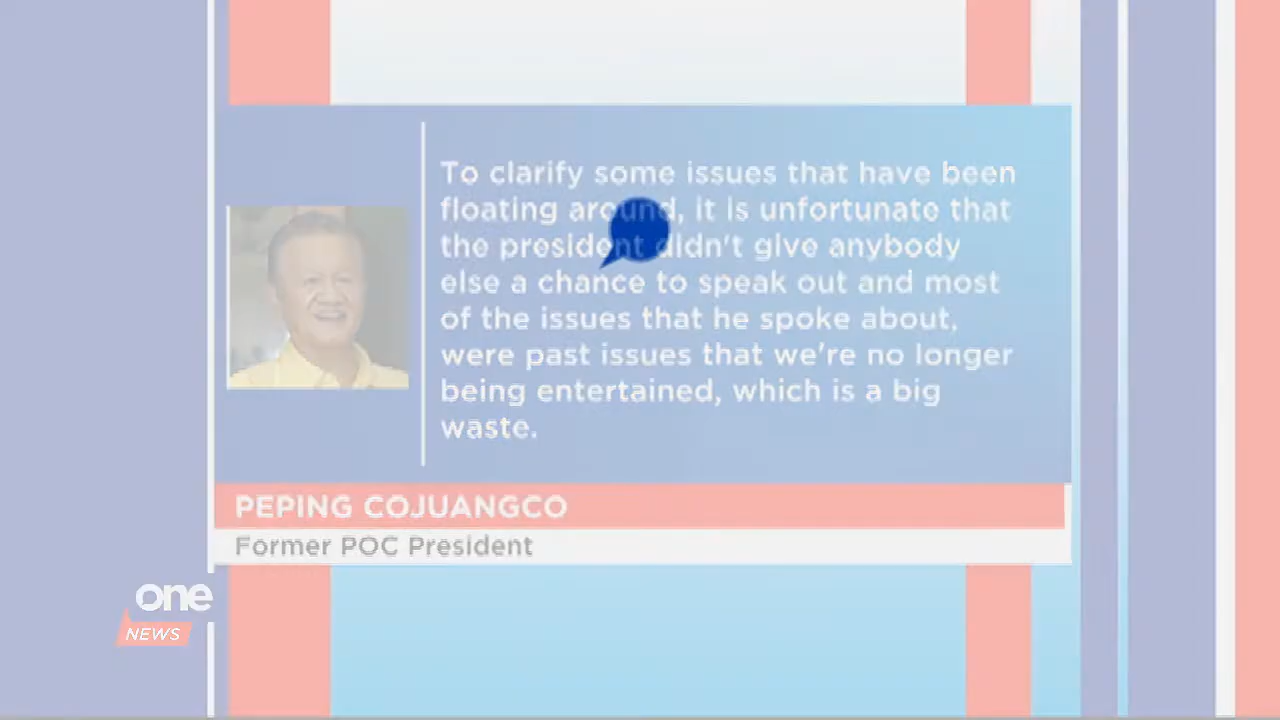 To clarify some issues that have been
floating around, it is unfortunate that
the president didn't give anybody
else a chance to speak out and most
of the issues that he spoke about,
were past issues that we're no longer
being entertained, which is a big
waste.
PEPING COJUANGCO
Former POC President
one
NEWS